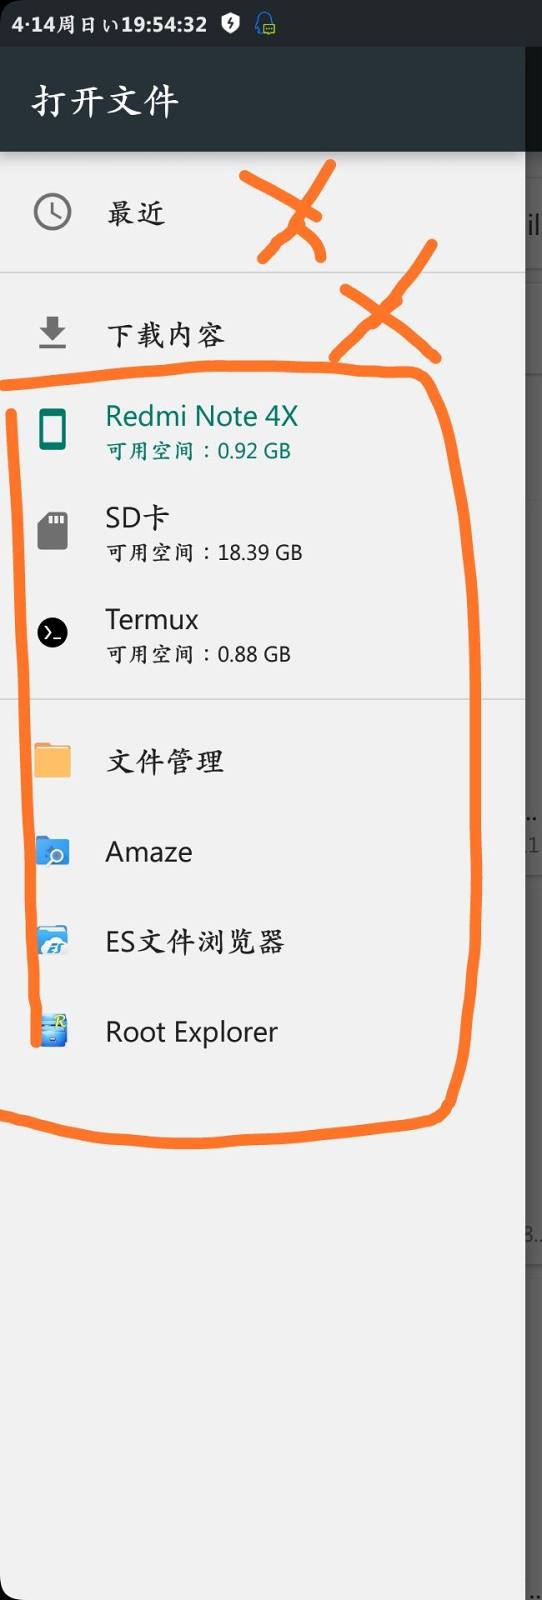 4·14周日い19:54:32
打开文件
最近
下载内容
Redmi Note 4X
可用空间：0.92 GB
SD卡
可用空间：18.39 GB
Termux
可用空间：0.88 GB
文件管理
Amaze
ES文件浏览器
Root Explorer